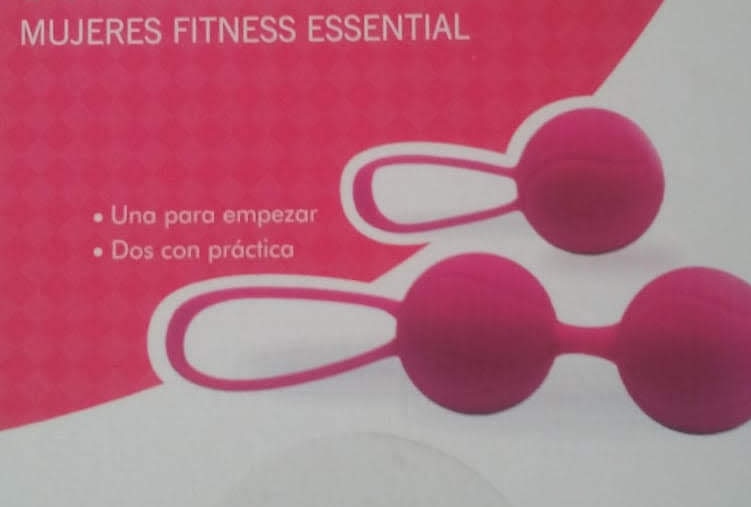 MUJERES FITNESS ESSENTIAL
• Una para empezar
• Dos con práctica